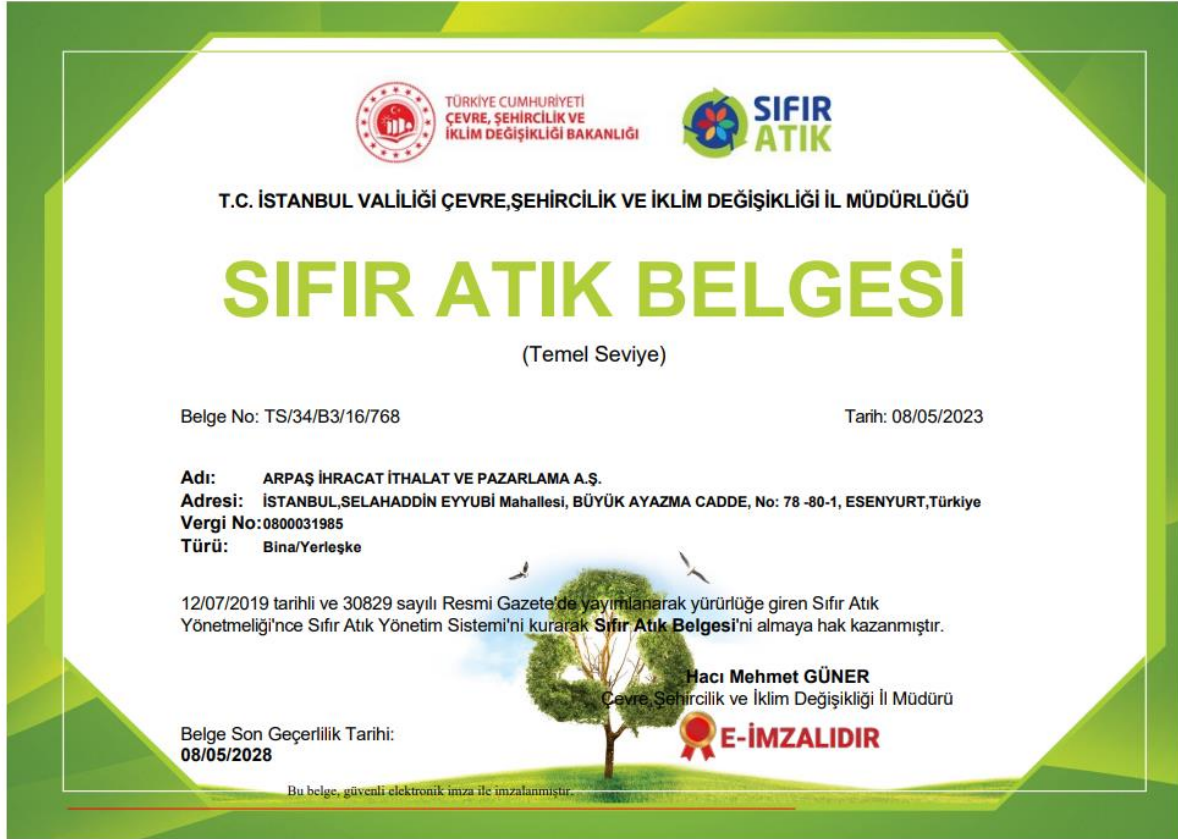 TÜRKİYE CUMHURİYETİ
ÇEVRE, ŞEHİRCİLİK VE
İKLİM DEĞİŞİKLİĞİ BAKANLIĞI
SIFIR
ATIK
T.C. İSTANBUL VALİLİĞİ ÇEVRE,ŞEHİRCİLİK VE İKLİM DEĞİŞİKLİĞİ İL MÜDÜRLÜĞÜ
SIFIR ATIK BELGESİ
(Temel Seviye)
Belge No: TS/34/B3/16/768 Tarih: 08/05/2023
Adı: ARPAŞ İHRACAT İTHALAT VE PAZARLAMA A.Ş.
Adresi: İSTANBUL,SELAHADDİN EYYUBİ Mahallesi, BÜYÜK AYAZMA CADDE, No: 78 -80-1, ESENYURT,Türkiye
Vergi No:0800031985
Türü: Bina/Yerleşke
12/07/2019 tarihli ve 30829 sayılı Resmi Gazete'de yayımlanarak yürürlüğe giren Sıfır Atık
Yönetmeliği'nce Sıfır Atık Yönetim Sistemi'ni kurarak Sıfır Atık Belgesi'ni almaya hak kazanmıştır.
Hacı Mehmet GÜNER
Çevre,Şehircilik ve İklim Değişikliği İl Müdürü
E-İMZALIDIR
Belge Son Geçerlilik Tarihi:
08/05/2028
Bu belge, güvenli elektronik imza ile imzalanmıştır.